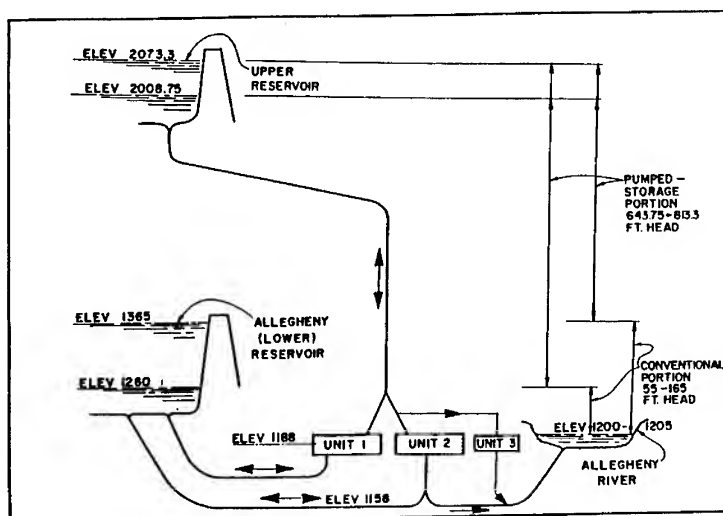 ELEV 2073.3
UPPER
RESERVOIR
ELEV 2008.75
PUMPED-
STORAGE
PORTION
643.75-813.3
FT. HEAD
ELEV 1365
ALLEGHENY
(LOWER)
RESERVOIR
ELEV 1260
CONVENTIONAL
PORTION
55-165
FT. HEAD
ELEV 1200-1205
ELEV 1188
UNIT 1
UNIT 2
UNIT 3
ALLEGHENY
RIVER
ELEV 1156